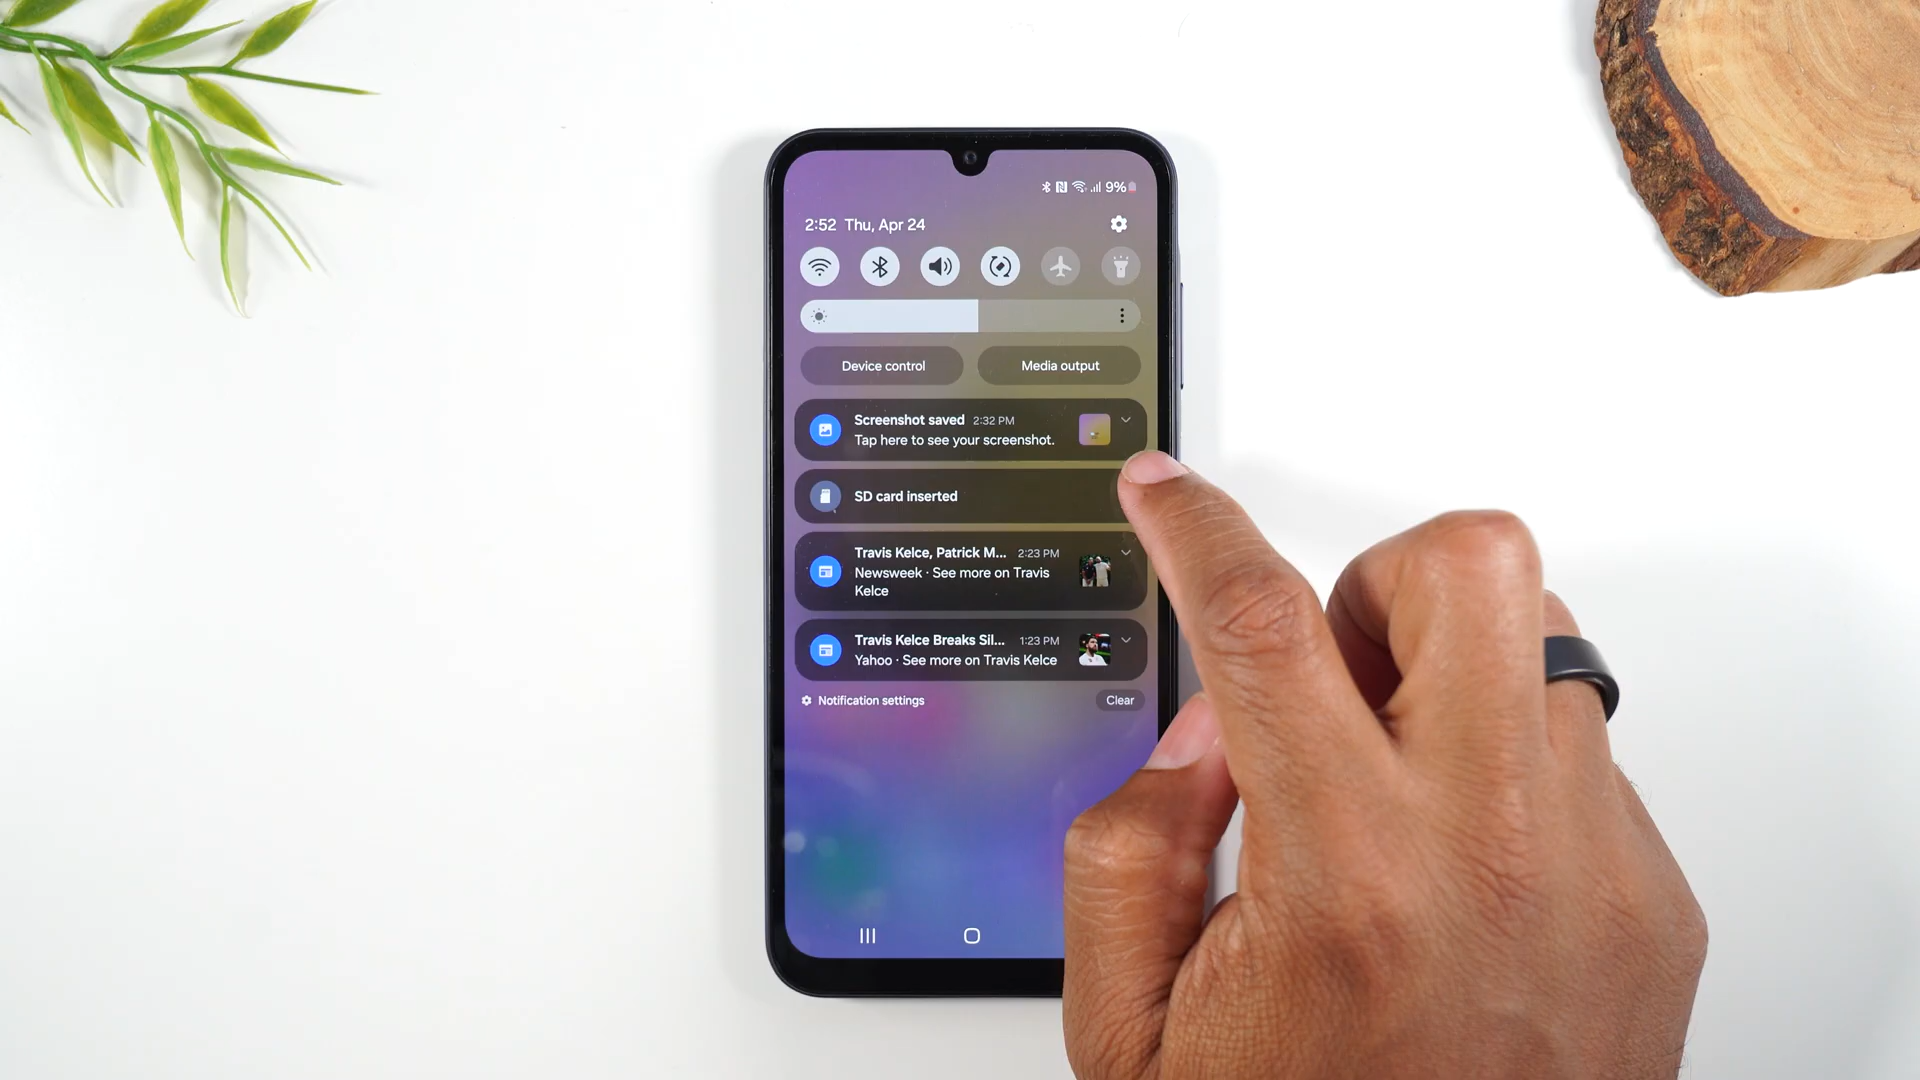 9%
2:52 Thu, Apr 24
Device control
Media output
Screenshot saved 2:32 PM
Tap here to see your screenshot.
SD card inserted
Travis Kelce, Patrick M... 2:23 PM
Newsweek · See more on Travis
Kelce
Travis Kelce Breaks Sil... 1:23 PM
Yahoo · See more on Travis Kelce
Notification settings
Clear